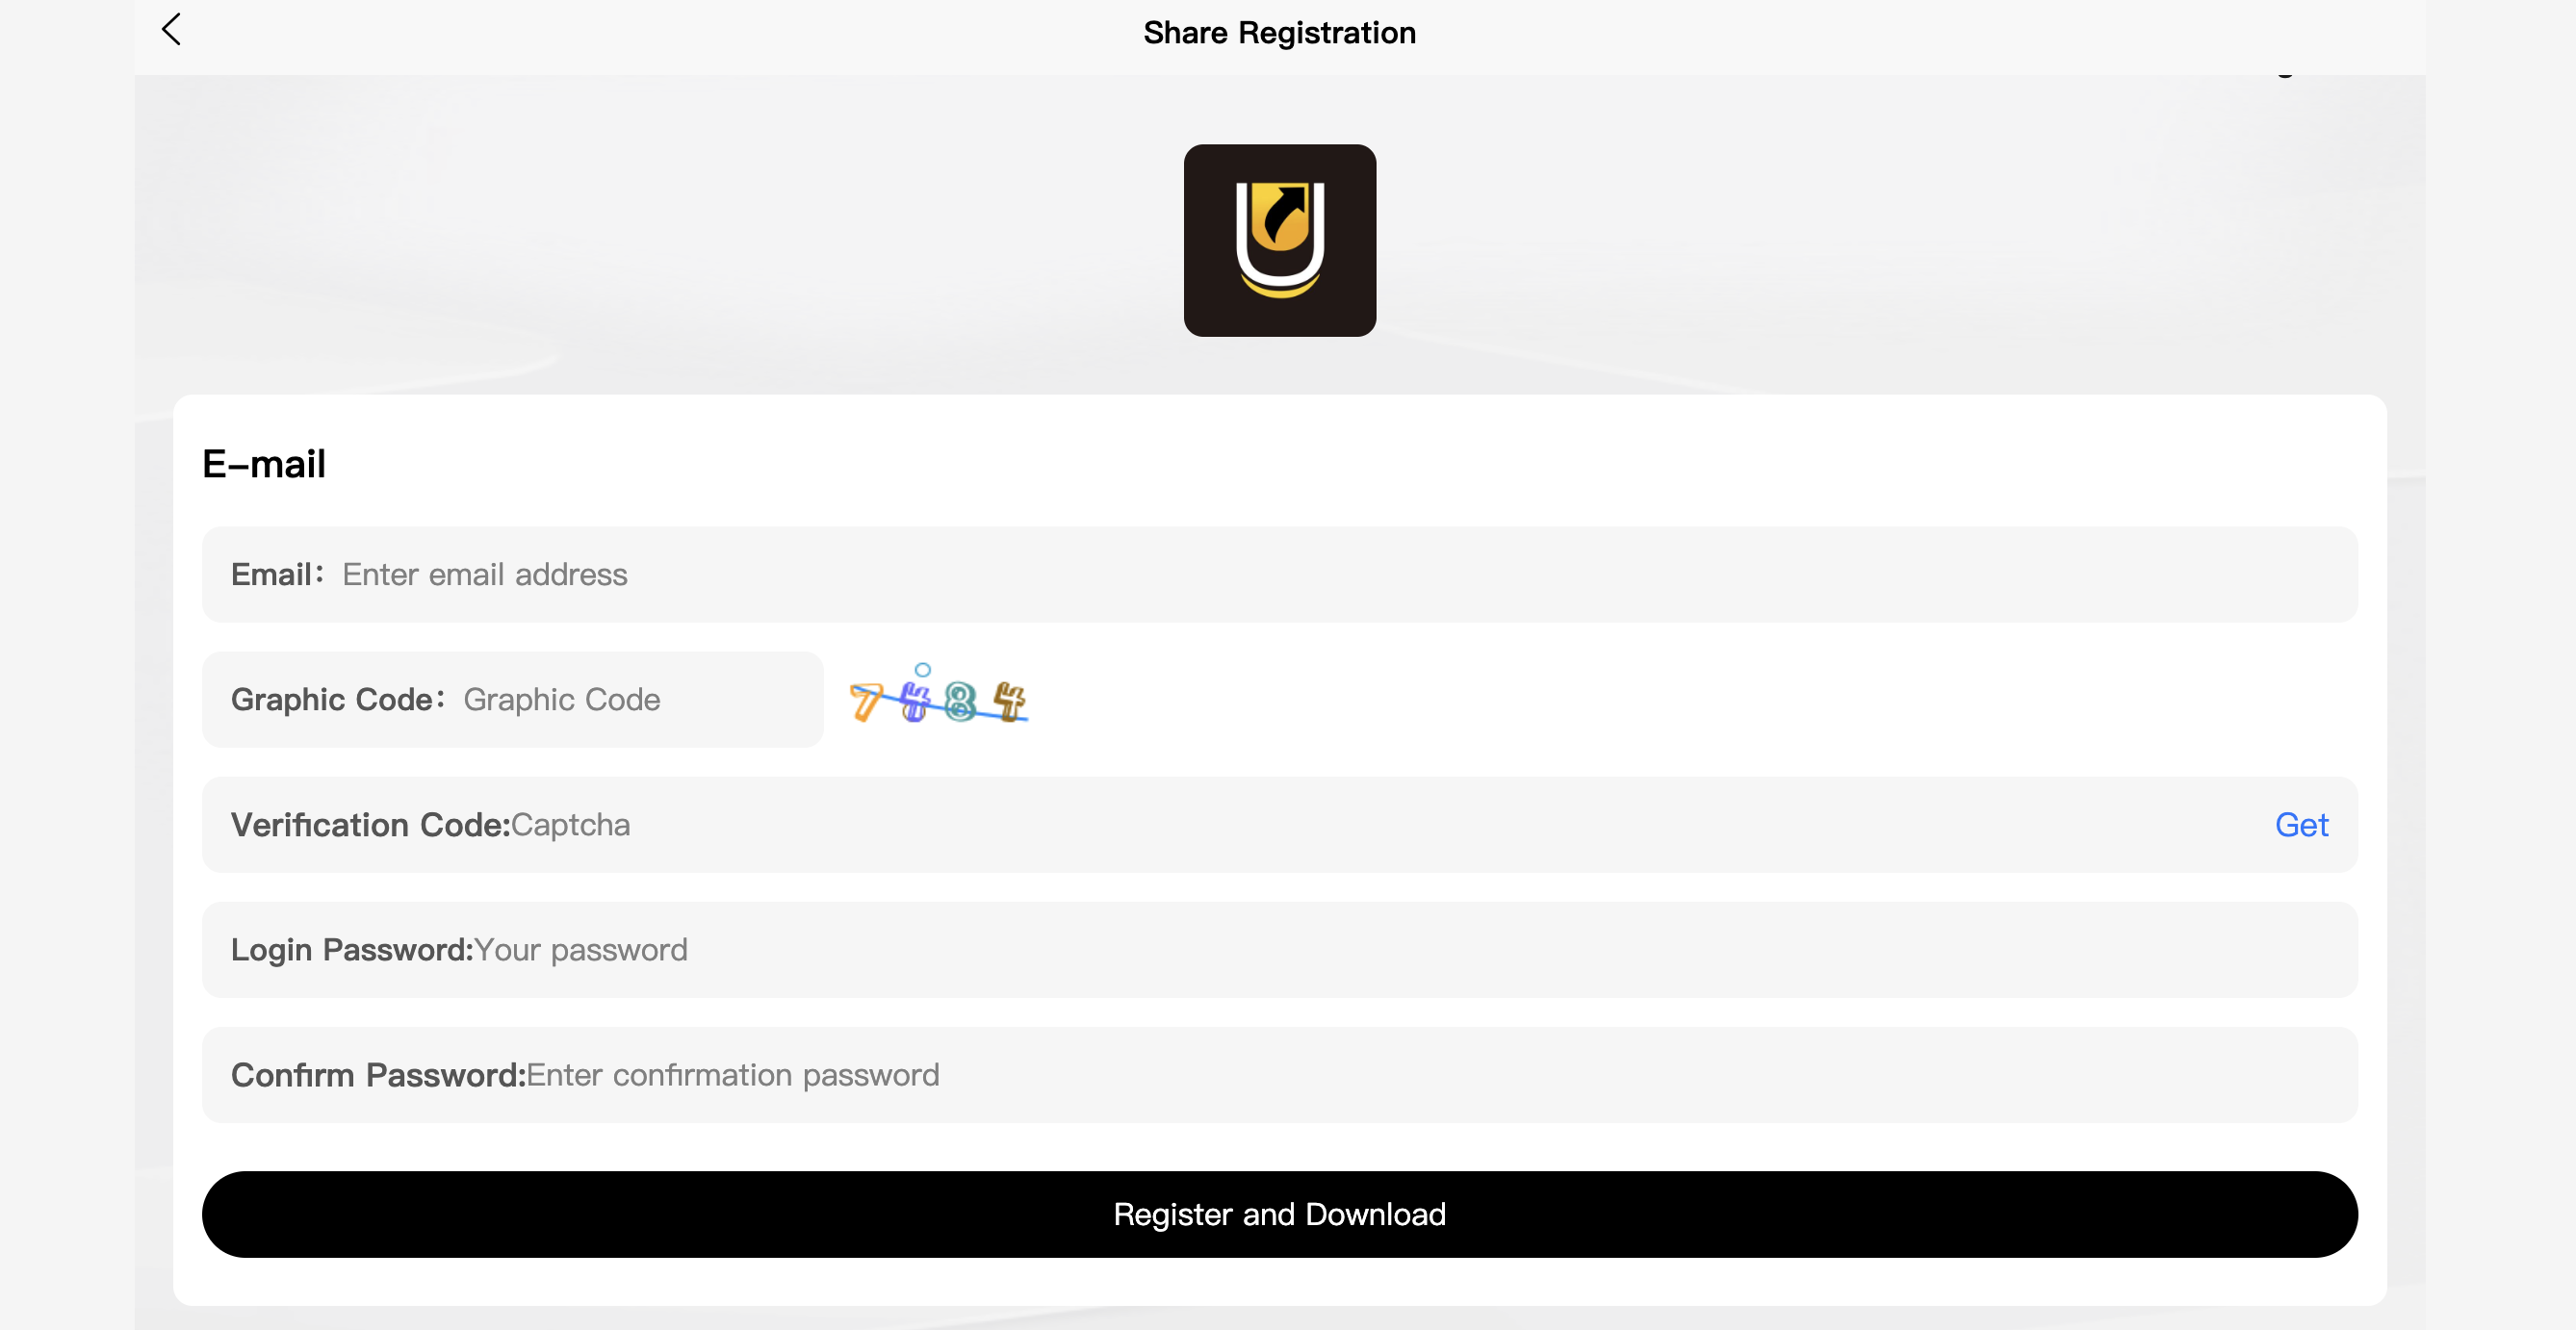 Share Registration
E-mail
Email: Enter email address
Graphic Code: Graphic Code
7484
Verification Code:Captcha
Get
Login Password:Your password
Confirm Password:Enter confirmation password
Register and Download